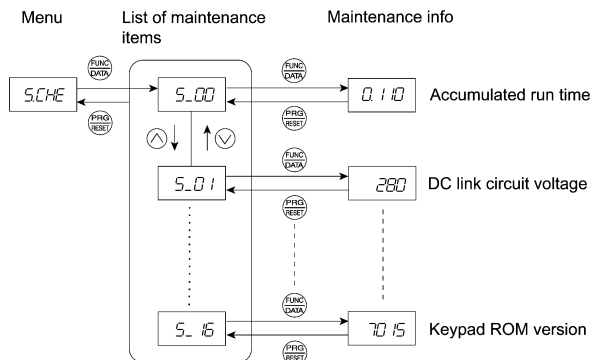 Menu
List of maintenance items
Maintenance info
FUNC
DATA
FUNC
DATA
5.CHE
5_00
0.110
Accumulated run time
PRG
RESET
PRG
RESET
FUNC
DATA
5_01
280
DC link circuit voltage
PRG
RESET
FUNC
DATA
5_16
7015
Keypad ROM version
PRG
RESET